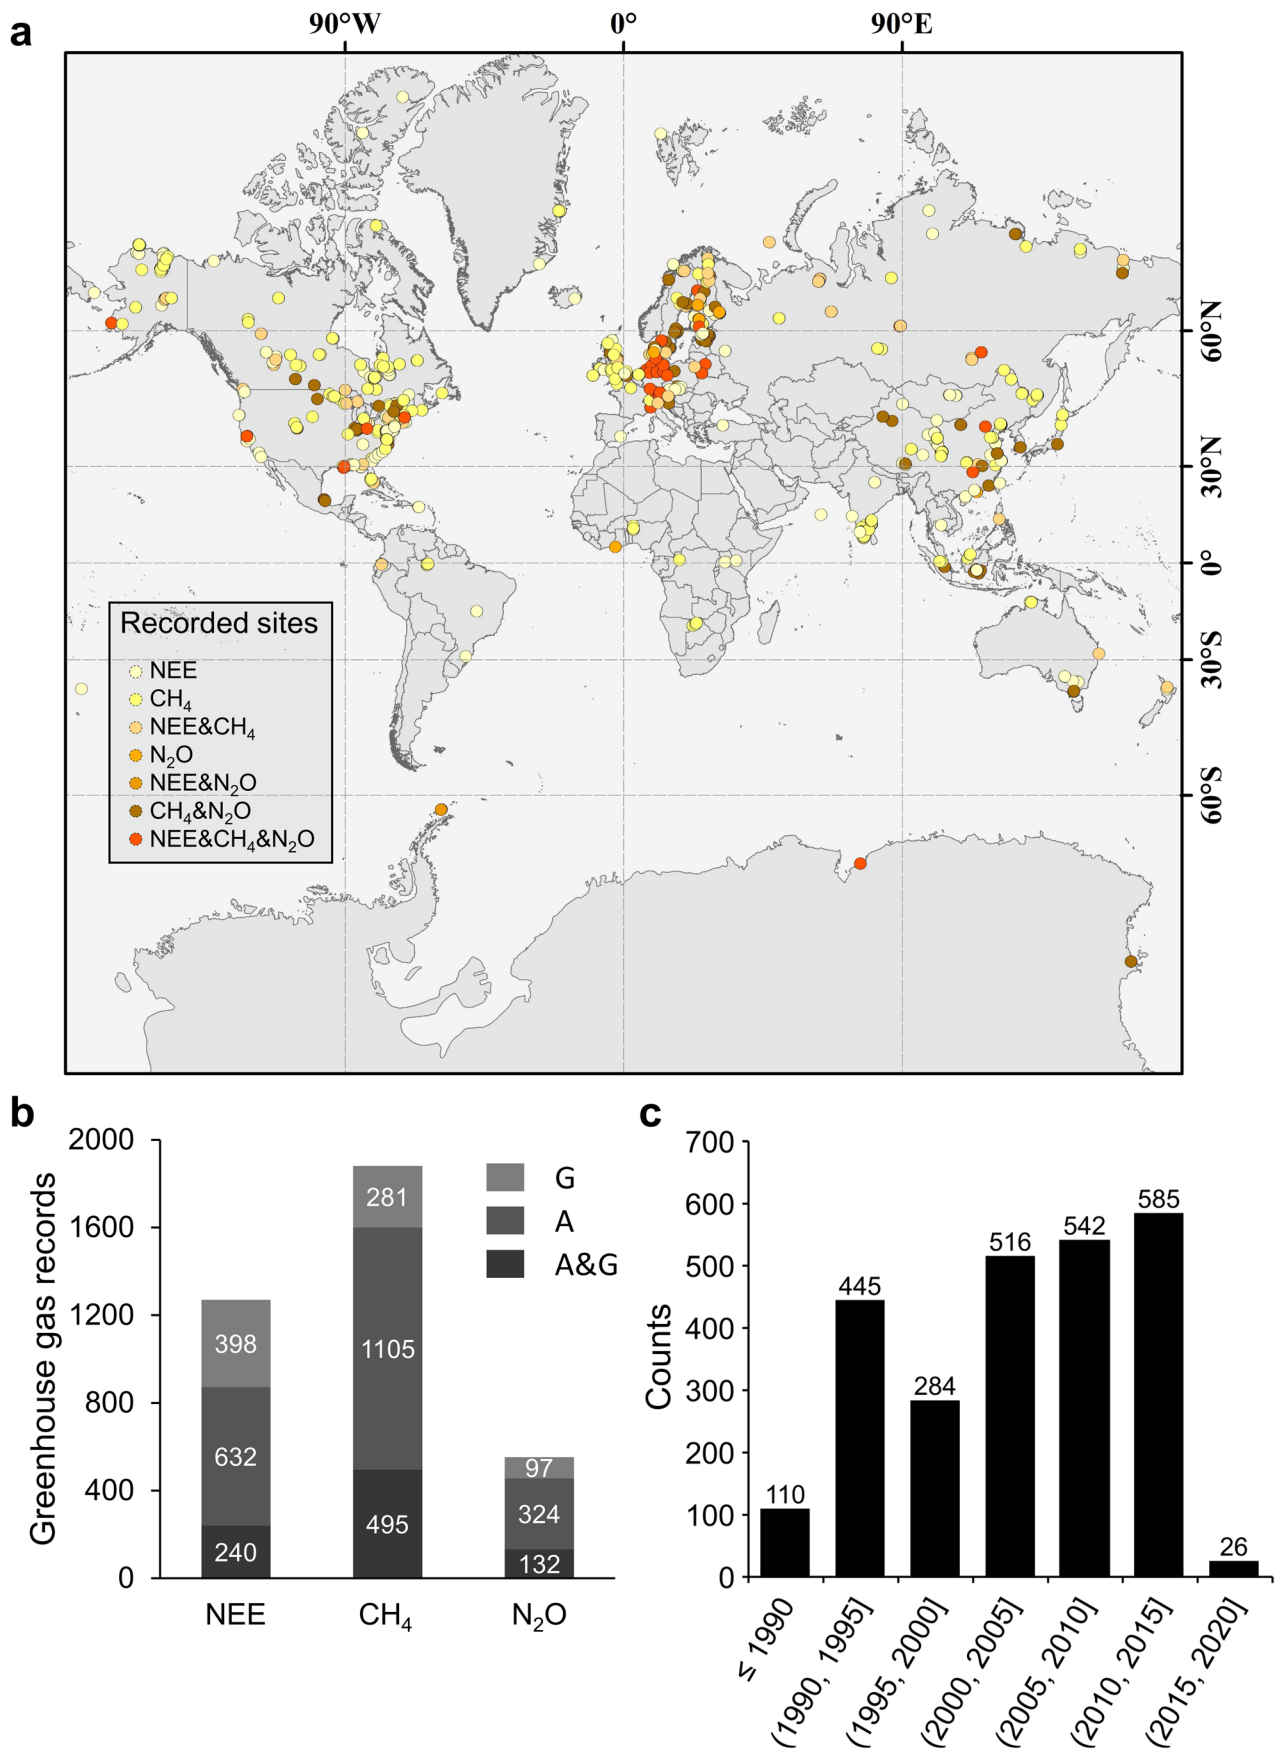 a
90°W 0° 90°E
60°N
30°N
0°
30°S
60°S
Recorded sites
NEE
CH₄
NEE&CH₄
N₂O
NEE&N₂O
CH₄&N₂O
NEE&CH₄&N₂O
b
Greenhouse gas records
2000
1600
1200
800
400
0
G
A
A&G
398
632
240
281
1105
495
97
324
132
NEE CH₄ N₂O
c
Counts
700
600
500
400
300
200
100
0
110
445
284
516
542
585
26
≤ 1990
(1990, 1995]
(1995, 2000]
(2000, 2005]
(2005, 2010]
(2010, 2015]
(2015, 2020]